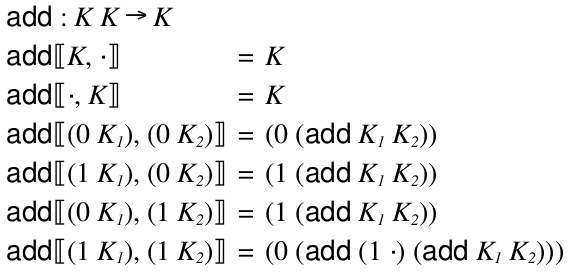 add : K K → K
add⟦K, ·⟧ = K
add⟦·, K⟧ = K
add⟦(0 K₁), (0 K₂)⟧ = (0 (add K₁ K₂))
add⟦(1 K₁), (0 K₂)⟧ = (1 (add K₁ K₂))
add⟦(0 K₁), (1 K₂)⟧ = (1 (add K₁ K₂))
add⟦(1 K₁), (1 K₂)⟧ = (0 (add (1 ·) (add K₁ K₂)))